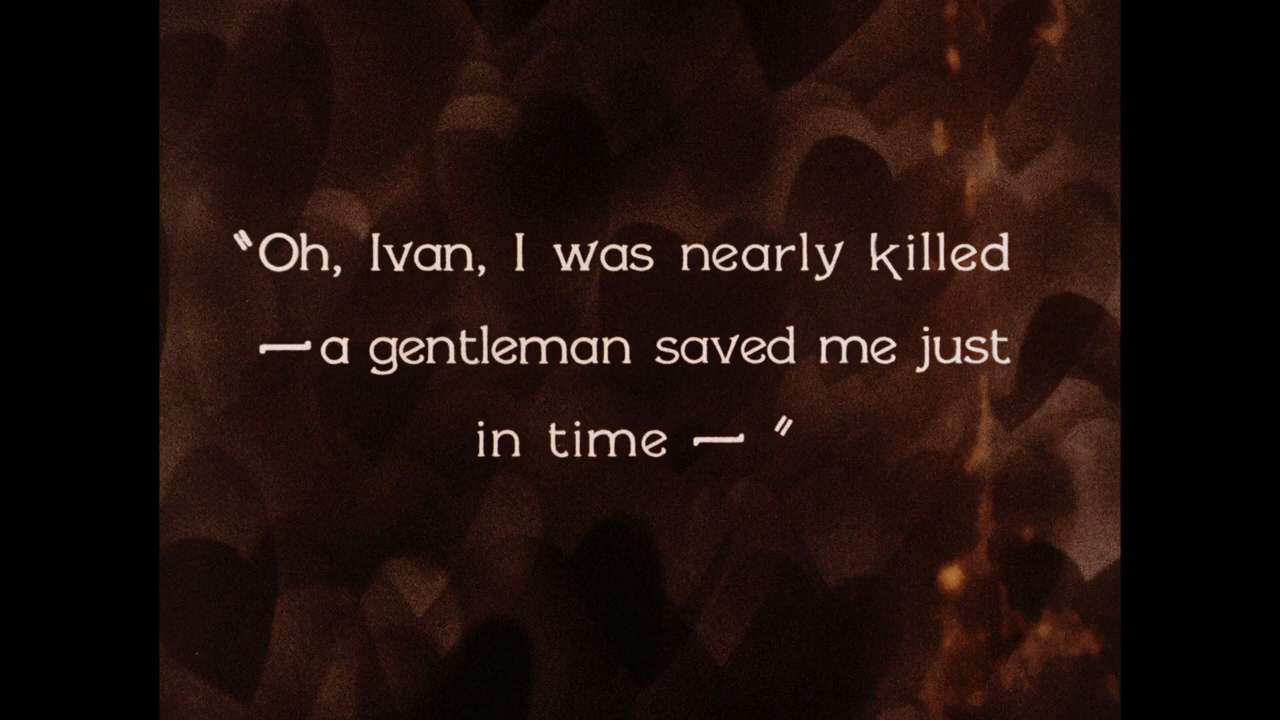 "Oh, Ivan, I was nearly killed
—a gentleman saved me just
in time — "